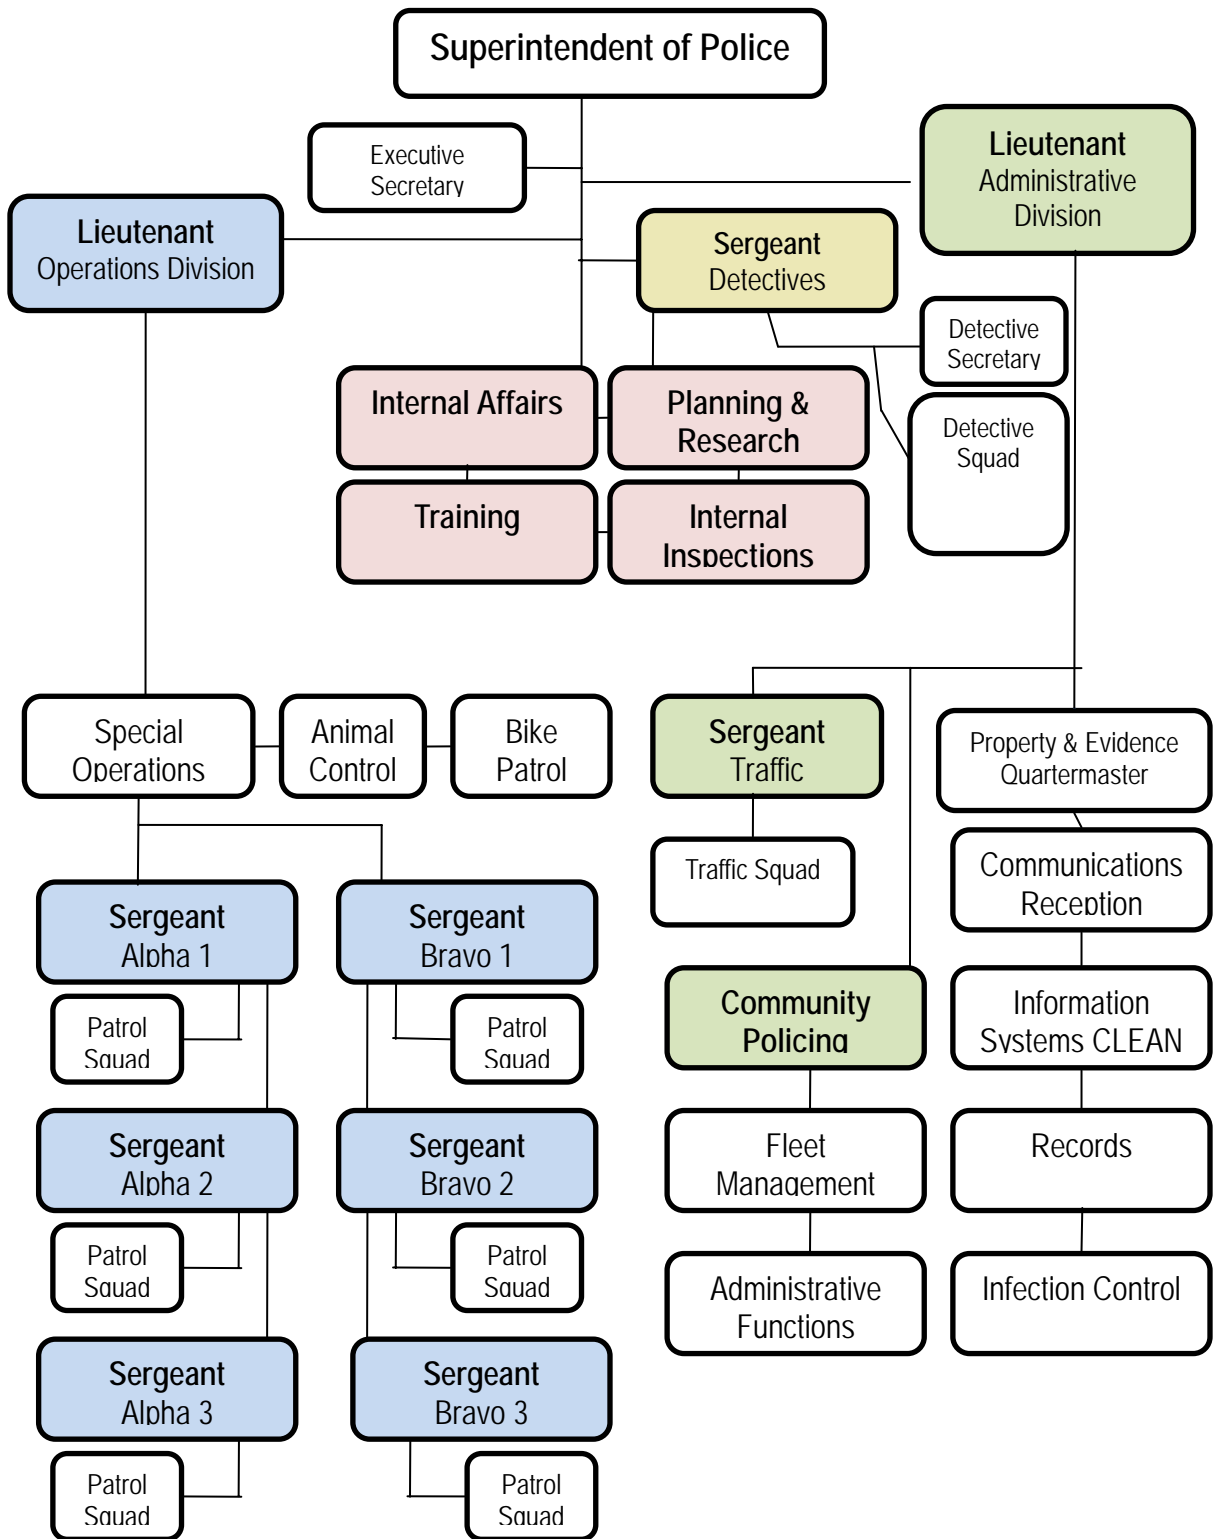 Superintendent of Police
Executive
Secretary
Lieutenant
Administrative
Division
Lieutenant
Operations Division
Sergeant
Detectives
Detective
Secretary
Internal Affairs
Planning &
Research
Detective
Squad
Training
Internal
Inspections
Special
Operations
Animal
Control
Bike
Patrol
Sergeant
Traffic
Property & Evidence
Quartermaster
Traffic Squad
Communications
Reception
Sergeant
Alpha 1
Sergeant
Bravo 1
Patrol
Squad
Patrol
Squad
Community
Policing
Information
Systems CLEAN
Sergeant
Alpha 2
Sergeant
Bravo 2
Fleet
Management
Records
Patrol
Squad
Patrol
Squad
Administrative
Functions
Infection Control
Sergeant
Alpha 3
Sergeant
Bravo 3
Patrol
Squad
Patrol
Squad